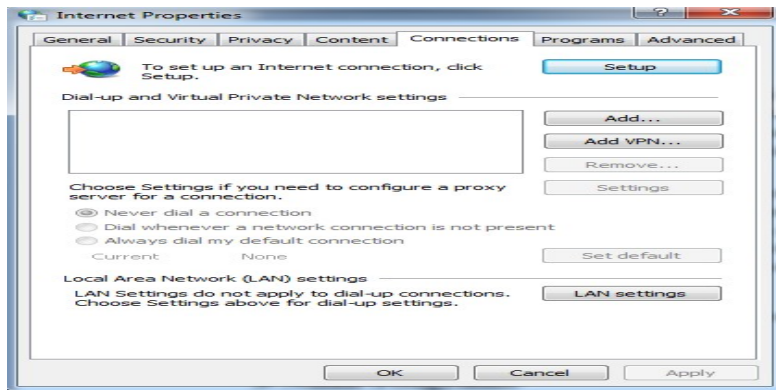 Internet Properties
?
General Security Privacy Content Connections Programs Advanced
To set up an Internet connection, click
Setup.
Setup
Dial-up and Virtual Private Network settings
Add...
Add VPN...
Remove...
Choose Settings if you need to configure a proxy
server for a connection.
Settings
Never dial a connection
Dial whenever a network connection is not present
Always dial my default connection
Current None
Set default
Local Area Network (LAN) settings
LAN Settings do not apply to dial-up connections.
Choose Settings above for dial-up settings.
LAN settings
OK Cancel Apply